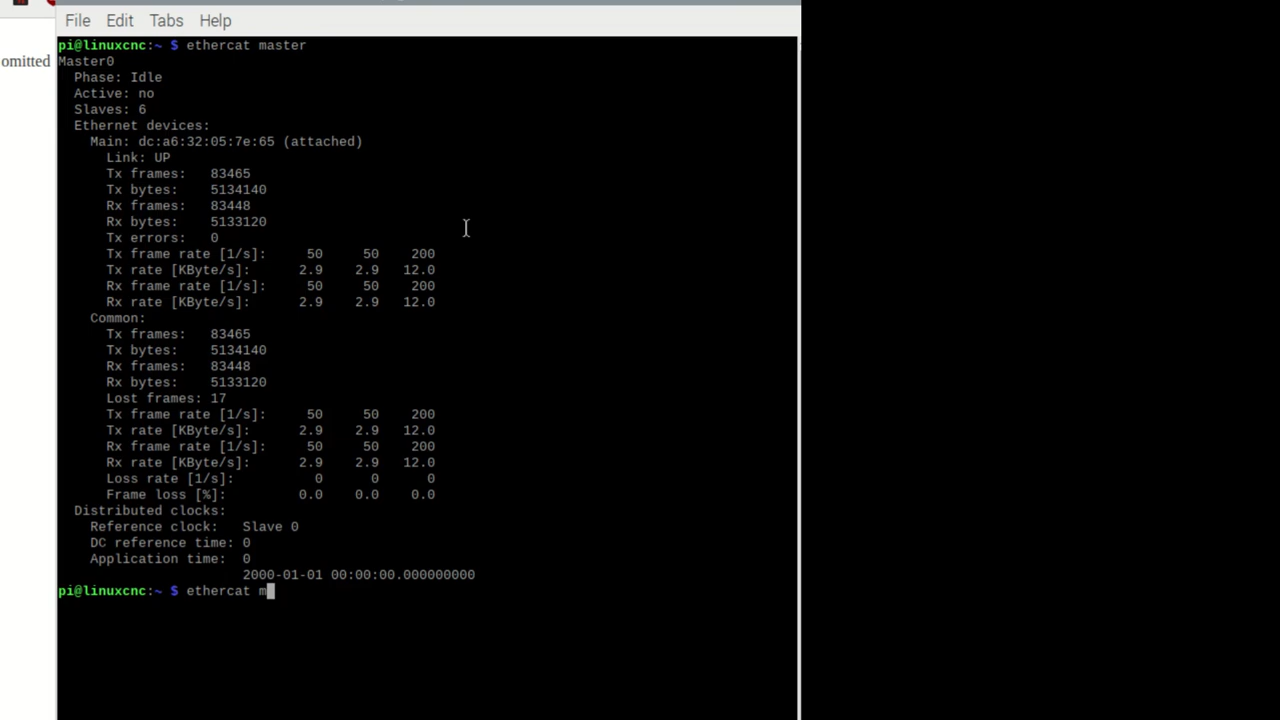 File Edit Tabs Help
omitted
pi@linuxcnc:~ $ ethercat master
Master0
  Phase: Idle
  Active: no
  Slaves: 6
  Ethernet devices:
    Main: dc:a6:32:05:7e:65 (attached)
      Link: UP
      Tx frames:   83465
      Tx bytes:    5134140
      Rx frames:   83448
      Rx bytes:    5133120
      Tx errors:   0
      Tx frame rate [1/s]:     50     50    200
      Tx rate [KByte/s]:      2.9    2.9   12.0
      Rx frame rate [1/s]:     50     50    200
      Rx rate [KByte/s]:      2.9    2.9   12.0
    Common:
      Tx frames:   83465
      Tx bytes:    5134140
      Rx frames:   83448
      Rx bytes:    5133120
      Lost frames: 17
      Tx frame rate [1/s]:     50     50    200
      Tx rate [KByte/s]:      2.9    2.9   12.0
      Rx frame rate [1/s]:     50     50    200
      Rx rate [KByte/s]:      2.9    2.9   12.0
      Loss rate [1/s]:          0      0      0
      Frame loss [%]:         0.0    0.0    0.0
  Distributed clocks:
    Reference clock:   Slave 0
    DC reference time: 0
    Application time:  0
                       2000-01-01 00:00:00.000000000
pi@linuxcnc:~ $ ethercat m